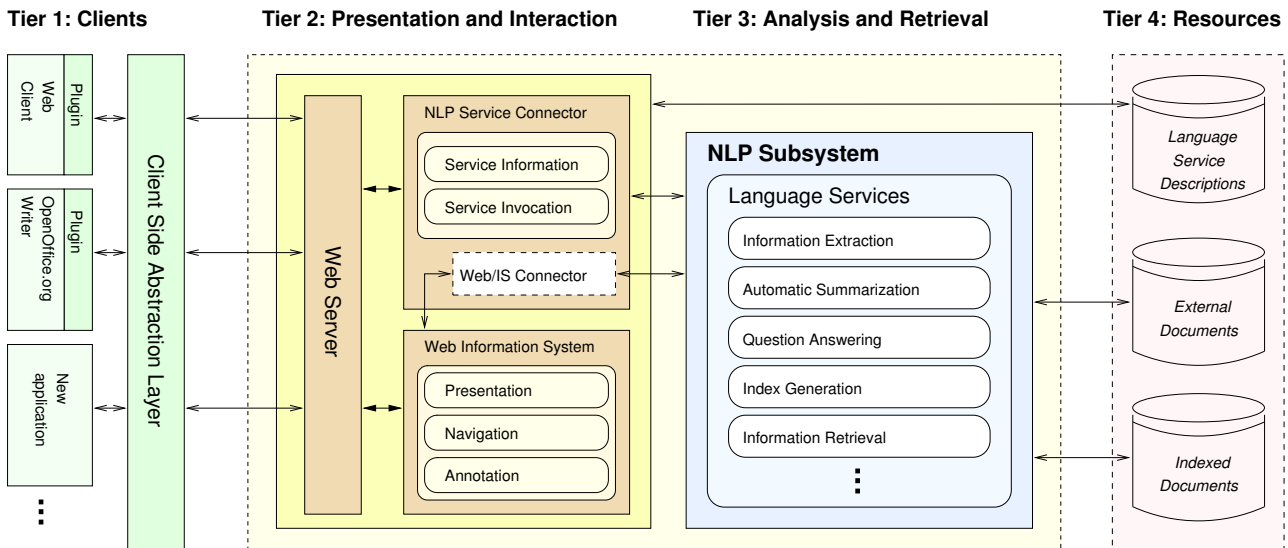 Tier 1: Clients
Tier 2: Presentation and Interaction
Tier 3: Analysis and Retrieval
Tier 4: Resources
Plugin
Web
Client
Plugin
OpenOffice.org
Writer
New
application
...
Client Side Abstraction Layer
Web Server
NLP Service Connector
Service Information
Service Invocation
Web/IS Connector
Web Information System
Presentation
Navigation
Annotation
NLP Subsystem
Language Services
Information Extraction
Automatic Summarization
Question Answering
Index Generation
Information Retrieval
...
Language
Service
Descriptions
External
Documents
Indexed
Documents